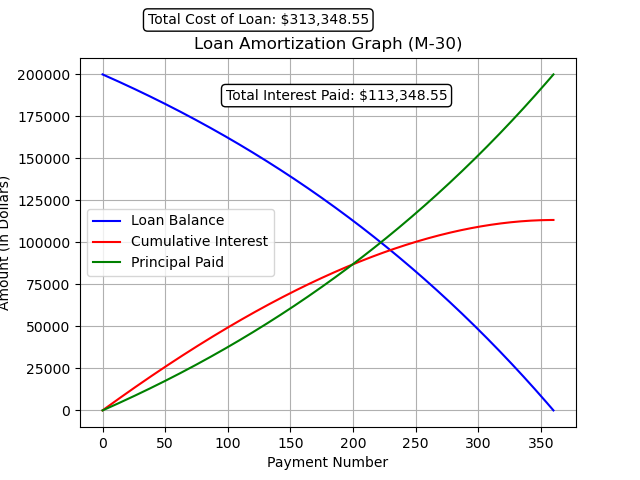 Total Cost of Loan: $313,348.55
Loan Amortization Graph (M-30)
Total Interest Paid: $113,348.55
200000
175000
150000
125000
100000
75000
50000
25000
0
Amount (in Dollars)
Loan Balance
Cumulative Interest
Principal Paid
0 50 100 150 200 250 300 350
Payment Number